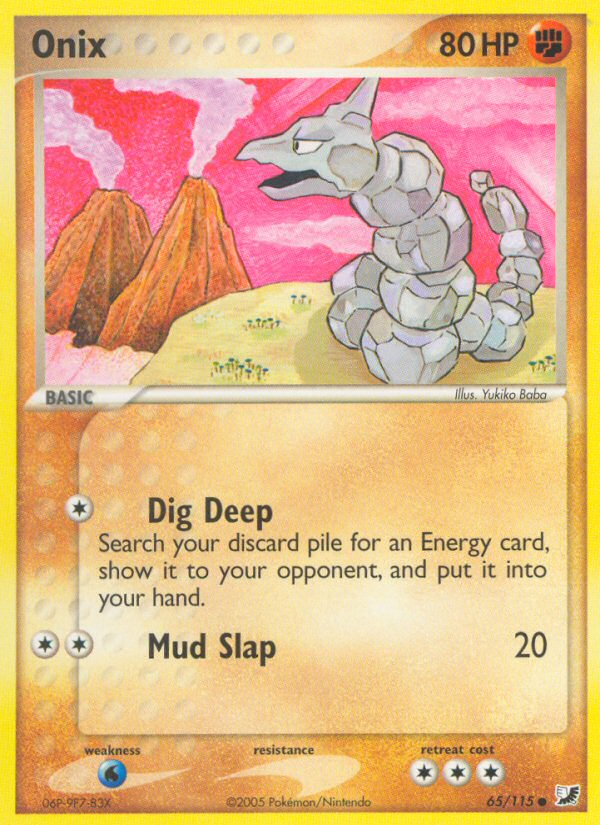 Onix 80 HP
BASIC
Illus. Yukiko Baba
Dig Deep
Search your discard pile for an Energy card,
show it to your opponent, and put it into
your hand.
Mud Slap 20
weakness resistance retreat cost
06P-9F7-83X ©2005 Pokémon/Nintendo 65/115